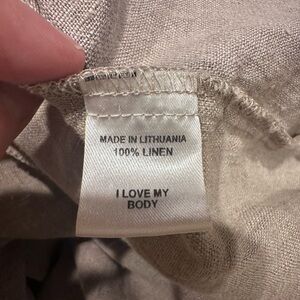 MADE IN LITHUANIA
100% LINEN
I LOVE MY
BODY